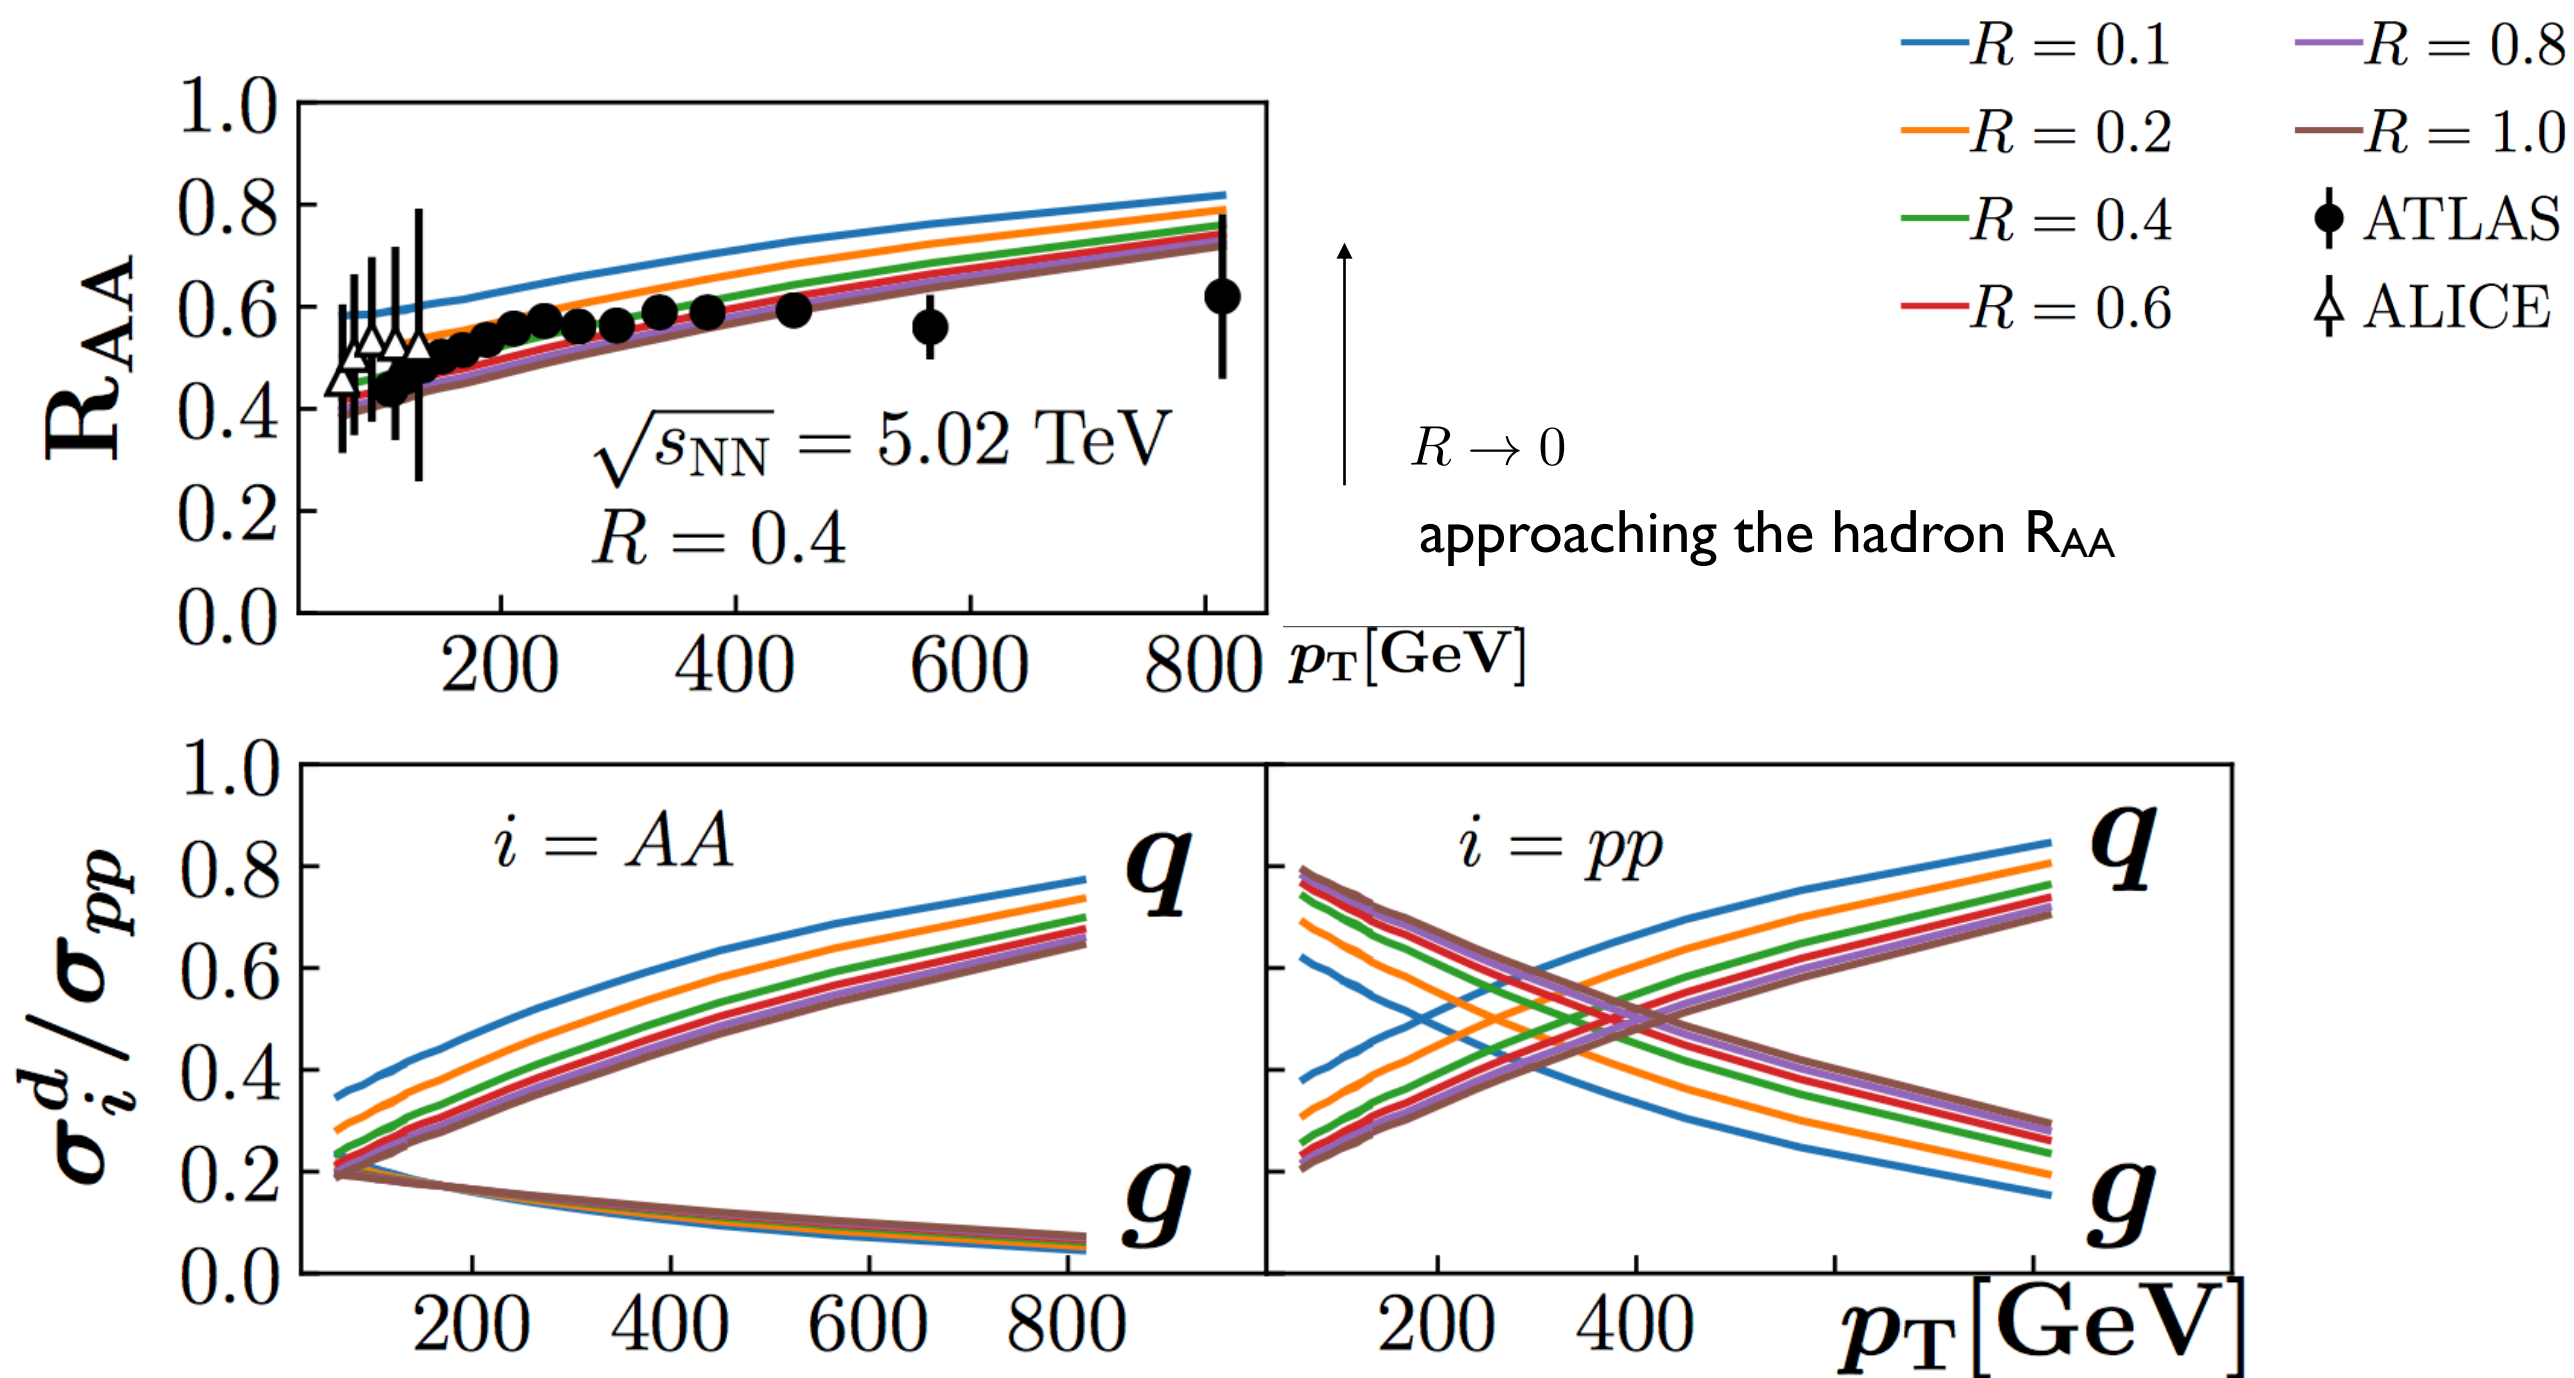 R = 0.1
R = 0.8
R = 0.2
R = 1.0
R = 0.4
ATLAS
R = 0.6
ALICE
R_AA
1.0
0.8
0.6
0.4
0.2
0.0
√s_NN = 5.02 TeV
R = 0.4
200 400 600 800 p_T[GeV]
R → 0
approaching the hadron R_AA
σ_i^d/σ_pp
1.0
0.8
0.6
0.4
0.2
0.0
i = AA
q
g
200 400 600 800
i = pp
q
g
200 400 p_T[GeV]